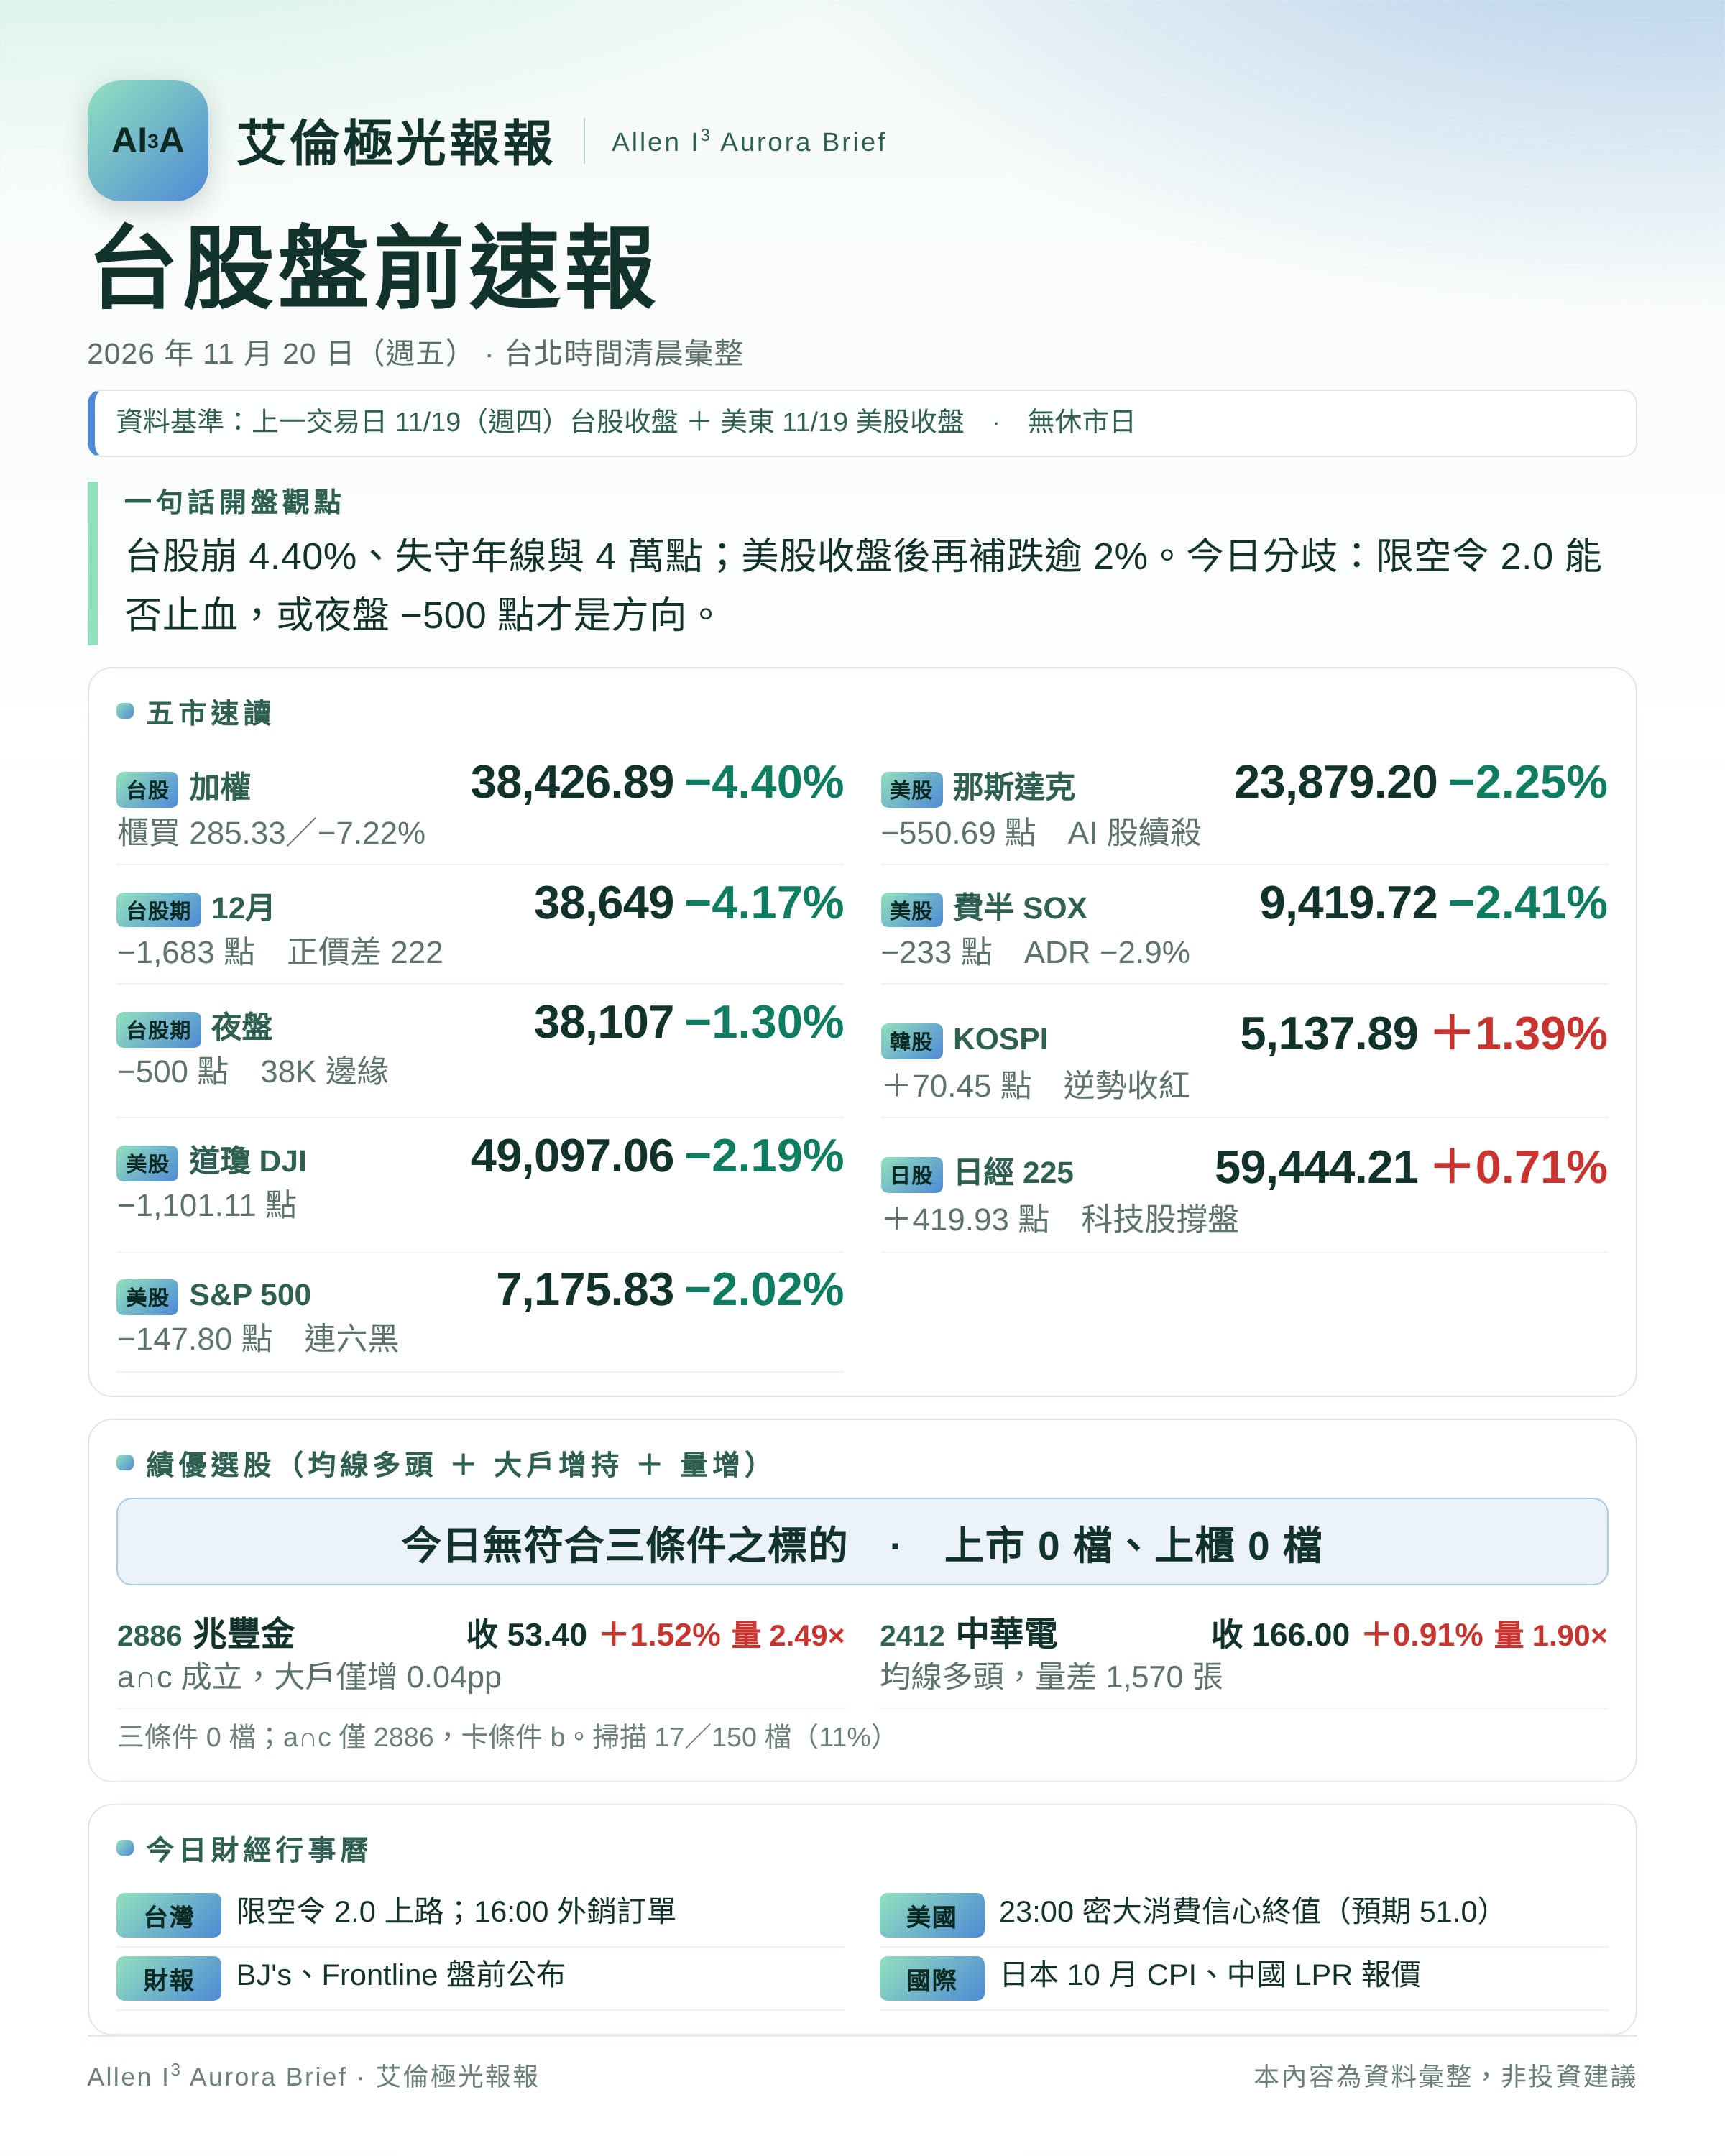 AI³A
艾倫極光報報
Allen I³ Aurora Brief
台股盤前速報
2026 年 11 月 20 日（週五） · 台北時間清晨彙整
資料基準：上一交易日 11/19（週四）台股收盤 ＋ 美東 11/19 美股收盤　·　無休市日
一句話開盤觀點
台股崩 4.40%、失守年線與 4 萬點；美股收盤後再補跌逾 2%。今日分歧：限空令 2.0 能
否止血，或夜盤 −500 點才是方向。
五市速讀
台股 加權 38,426.89 −4.40%
櫃買 285.33／−7.22%
台股期 12月 38,649 −4.17%
−1,683 點　正價差 222
台股期 夜盤 38,107 −1.30%
−500 點　38K 邊緣
美股 道瓊 DJI 49,097.06 −2.19%
−1,101.11 點
美股 S&P 500 7,175.83 −2.02%
−147.80 點　連六黑
美股 那斯達克 23,879.20 −2.25%
−550.69 點　AI 股續殺
美股 費半 SOX 9,419.72 −2.41%
−233 點　ADR −2.9%
韓股 KOSPI 5,137.89 ＋1.39%
＋70.45 點　逆勢收紅
日股 日經 225 59,444.21 ＋0.71%
＋419.93 點　科技股撐盤
績優選股（均線多頭 ＋ 大戶增持 ＋ 量增）
今日無符合三條件之標的　·　上市 0 檔、上櫃 0 檔
2886 兆豐金 收 53.40 ＋1.52% 量 2.49×
a∩c 成立，大戶僅增 0.04pp
2412 中華電 收 166.00 ＋0.91% 量 1.90×
均線多頭，量差 1,570 張
三條件 0 檔；a∩c 僅 2886，卡條件 b。掃描 17／150 檔（11%）
今日財經行事曆
台灣 限空令 2.0 上路；16:00 外銷訂單
美國 23:00 密大消費信心終值（預期 51.0）
財報 BJ's、Frontline 盤前公布
國際 日本 10 月 CPI、中國 LPR 報價
Allen I³ Aurora Brief · 艾倫極光報報
本內容為資料彙整，非投資建議